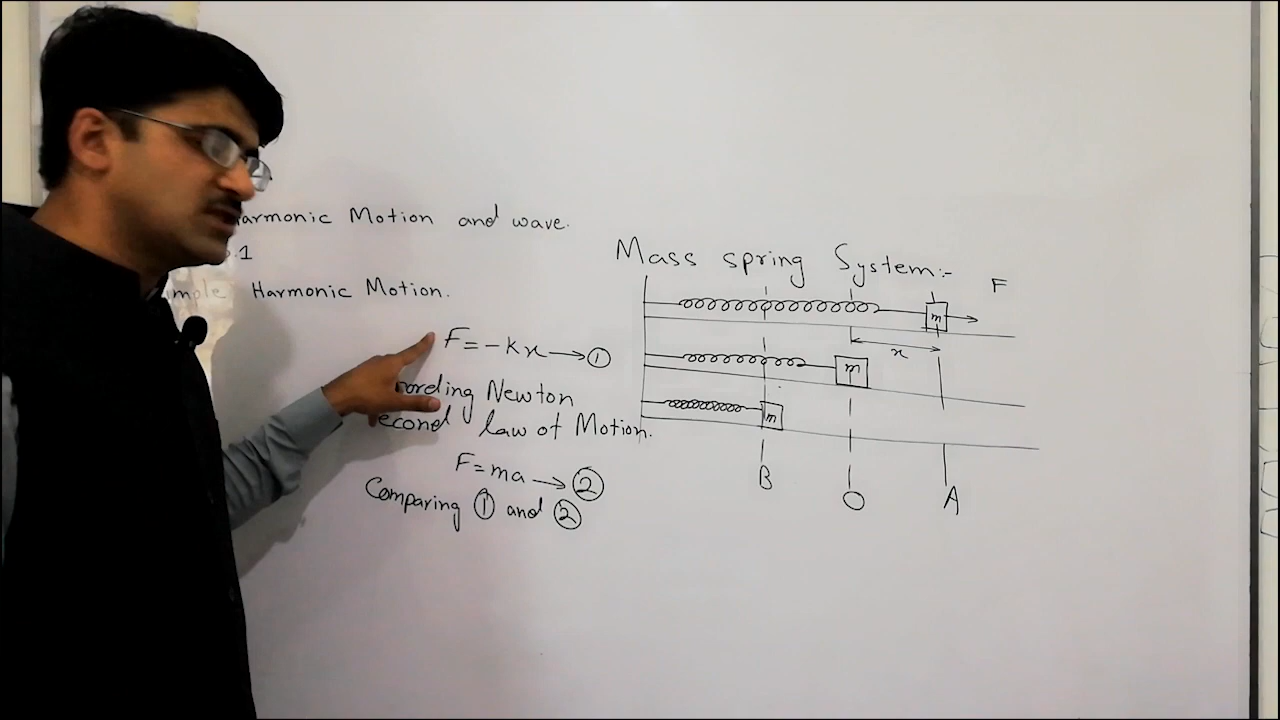 armonic Motion and wave.
.1
imple Harmonic Motion.
F = -kx → ①
ording Newton
econd law of Motion.
F = ma → ②
Comparing ① and ②
Mass spring System:-
F
m
x
m
m
B
O
A